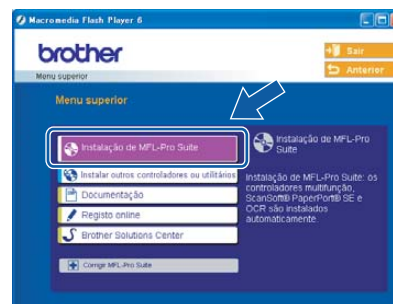 Macromedia Flash Player 6
brother
Sair
Anterior
Menu superior
Menu superior
Instalação de MFL-Pro Suite
Instalar outros controladores ou utilitários
Documentação
Registo online
Brother Solutions Center
Corrigir MFL-Pro Suite
Instalação de MFL-Pro
Suite
Instalação de MFL-Pro Suite: os
controladores multifunção,
ScanSoft® PaperPort® SE e
OCR são instalados
automaticamente.